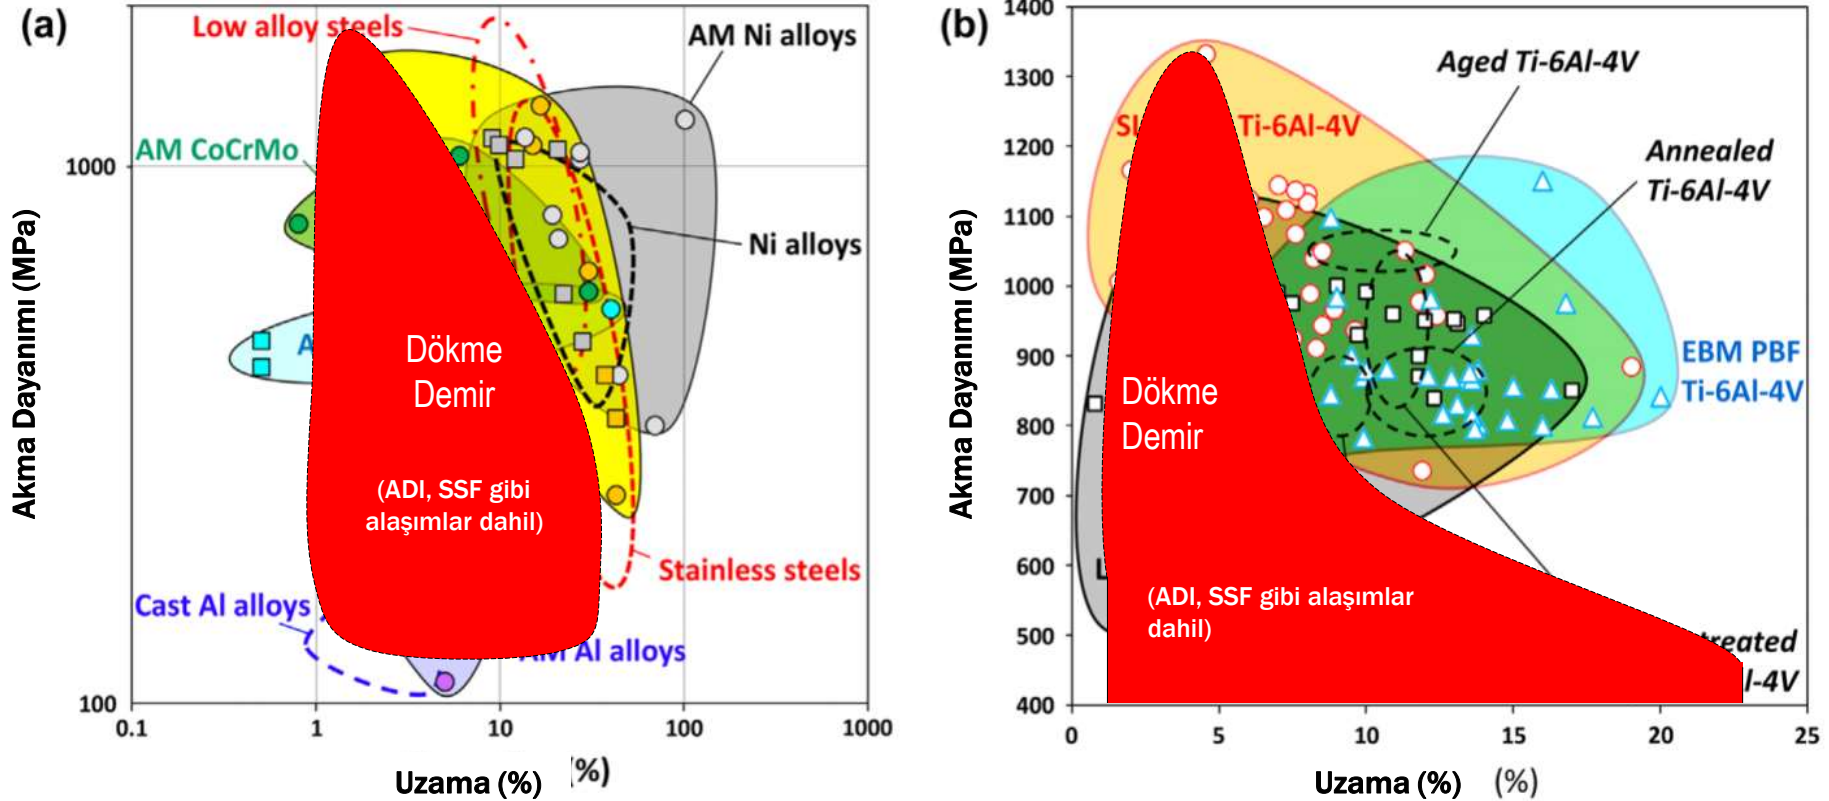 (a)
Low alloy steels
AM Ni alloys
AM CoCrMo
1000
Ni alloys
Akma Dayanımı (MPa)
Dökme
Demir
(ADI, SSF gibi
alaşımlar dahil)
Stainless steels
Cast Al alloys
AM Al alloys
100
0.1
1
10
100
1000
Uzama (%)
(%)
(b)
1400
1300
1200
1100
1000
900
800
700
600
500
400
Akma Dayanımı (MPa)
Aged Ti-6Al-4V
Ti-6Al-4V
Annealed
Ti-6Al-4V
EBM PBF
Ti-6Al-4V
Dökme
Demir
(ADI, SSF gibi alaşımlar
dahil)
treated
l-4V
0
5
10
15
20
25
Uzama (%)
(%)